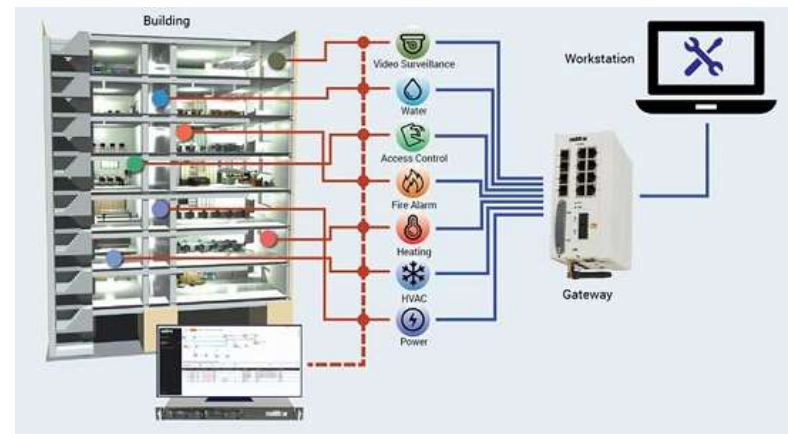 Building
Video Surveillance
Workstation
Water
Access Control
Fire Alarm
Heating
Gateway
HVAC
Power